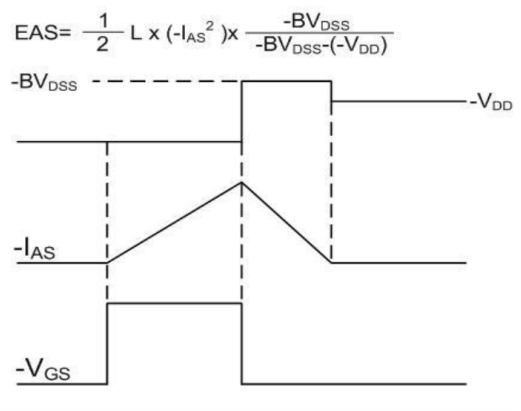 EAS= 1/2 L x (-IAS²)x -BVDSS/-BVDSS-(-VDD)
-BVDSS
-VDD
-IAS
-VGS